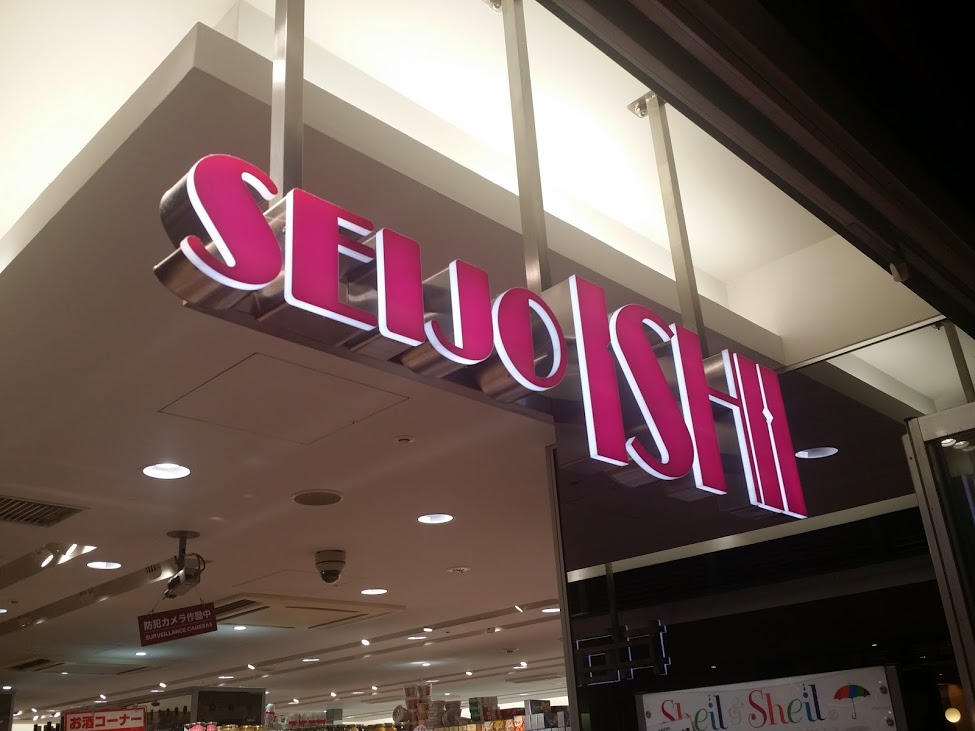 SEIJO ISHII
防犯カメラ作動中
SURVEILLANCE CAMERAS
お酒コーナー
Sheil & Sheil